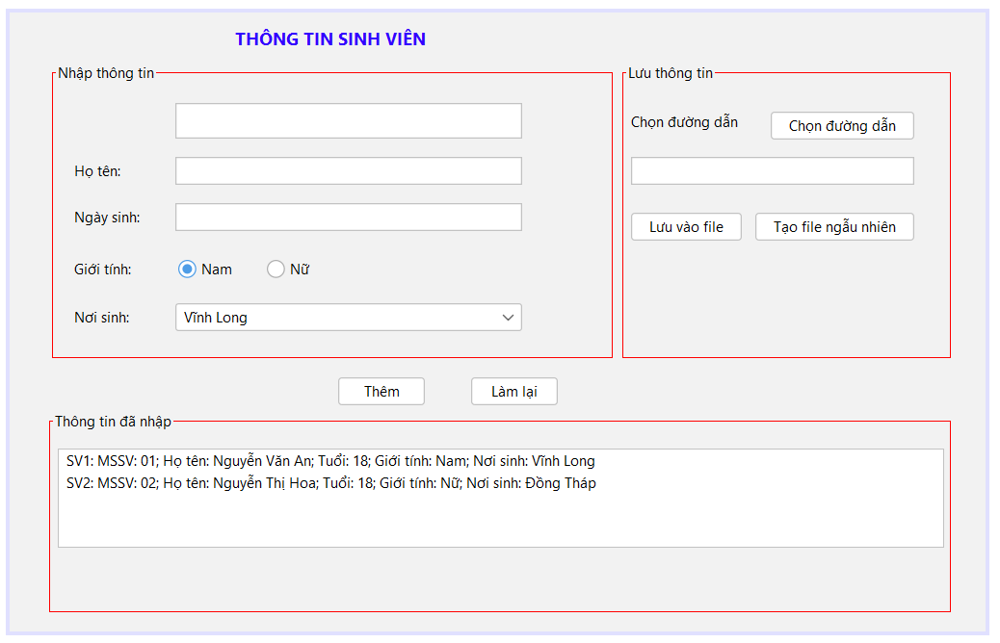 THÔNG TIN SINH VIÊN
Nhập thông tin
Họ tên:
Ngày sinh:
Giới tính:
Nam
Nữ
Nơi sinh:
Vĩnh Long
Lưu thông tin
Chọn đường dẫn
Chọn đường dẫn
Lưu vào file
Tạo file ngẫu nhiên
Thêm
Làm lại
Thông tin đã nhập
SV1: MSSV: 01; Họ tên: Nguyễn Văn An; Tuổi: 18; Giới tính: Nam; Nơi sinh: Vĩnh Long
SV2: MSSV: 02; Họ tên: Nguyễn Thị Hoa; Tuổi: 18; Giới tính: Nữ; Nơi sinh: Đồng Tháp